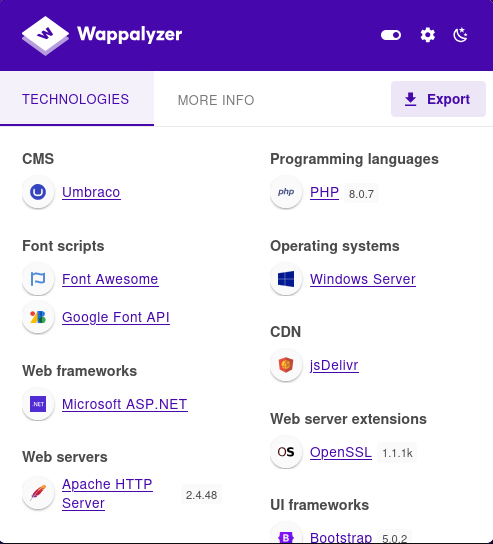 Wappalyzer
TECHNOLOGIES
MORE INFO
Export
CMS
Umbraco
Font scripts
Font Awesome
Google Font API
Web frameworks
.NET
Microsoft ASP.NET
Web servers
Apache HTTP
Server
2.4.48
Programming languages
php
PHP 8.0.7
Operating systems
Windows Server
CDN
jsDelivr
Web server extensions
OS
OpenSSL 1.1.1k
UI frameworks
B
Bootstrap 5.0.2